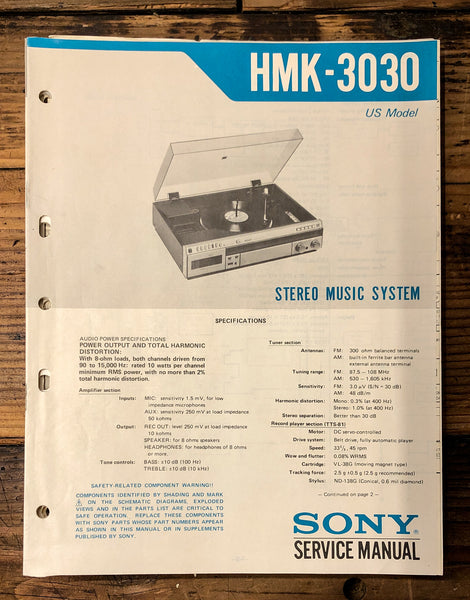 HMK-3030
US Model
STEREO MUSIC SYSTEM
SPECIFICATIONS
AUDIO POWER SPECIFICATIONS
POWER OUTPUT AND TOTAL HARMONIC
DISTORTION:
With 8-ohm loads, both channels driven from
90 to 15,000 Hz: rated 10 watts per channel
minimum RMS power, with no more than 2%
total harmonic distortion.
Amplifier section
Inputs: MIC: sensitivity 1.5 mV, for low
impedance microphones
AUX: sensitivity 250 mV at load impedance
50 kohms
Output: REC OUT: level 250 mV at load impedance
10 kohms
SPEAKER: for 8 ohms speakers
HEADPHONES: for headphones of 8 ohms
or more.
Tone controls: BASS: ±10 dB (100 Hz)
TREBLE: ±10 dB (10 kHz)
SAFETY-RELATED COMPONENT WARNING!!
COMPONENTS IDENTIFIED BY SHADING AND MARK
⚠ ON THE SCHEMATIC DIAGRAMS, EXPLODED
VIEWS AND IN THE PARTS LIST ARE CRITICAL TO
SAFE OPERATION. REPLACE THESE COMPONENTS
WITH SONY PARTS WHOSE PART NUMBERS APPEAR
AS SHOWN IN THIS MANUAL OR IN SUPPLEMENTS
PUBLISHED BY SONY.
Tuner section
Antennas: FM: 300 ohm balanced terminals
AM: built-in ferrite bar antenna
external antenna terminal
Tuning range: FM: 87.5 – 108 MHz
AM: 530 – 1,605 kHz
Sensitivity: FM: 3.0 µV (S/N = 30 dB)
AM: 48 dB/m
Harmonic distortion: Mono: 0.3% (at 400 Hz)
Stereo: 1.0% (at 400 Hz)
Stereo separation: Better than 30 dB
Record player section (TTS-81)
Motor: DC servo-controlled
Drive system: Belt drive, fully automatic player
Speed: 33⅓, 45 rpm
Wow and flutter: 0.08% WRMS
Cartridge: VL-38G (moving magnet type)
Tracking force: 2.5 g ±0.5 g (2.5 g recommended)
Stylus: ND-138G (Conical, 0.6 mil diamond)
– Continued on page 2 –
SONY®
SERVICE MANUAL